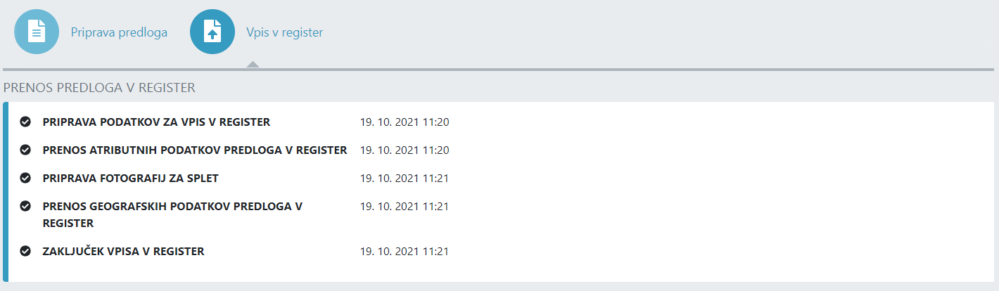 Priprava predloga
Vpis v register
PRENOS PREDLOGA V REGISTER
PRIPRAVA PODATKOV ZA VPIS V REGISTER 19. 10. 2021 11:20
PRENOS ATRIBUTNIH PODATKOV PREDLOGA V REGISTER 19. 10. 2021 11:20
PRIPRAVA FOTOGRAFIJ ZA SPLET 19. 10. 2021 11:21
PRENOS GEOGRAFSKIH PODATKOV PREDLOGA V 19. 10. 2021 11:21
REGISTER
ZAKLJUČEK VPISA V REGISTER 19. 10. 2021 11:21